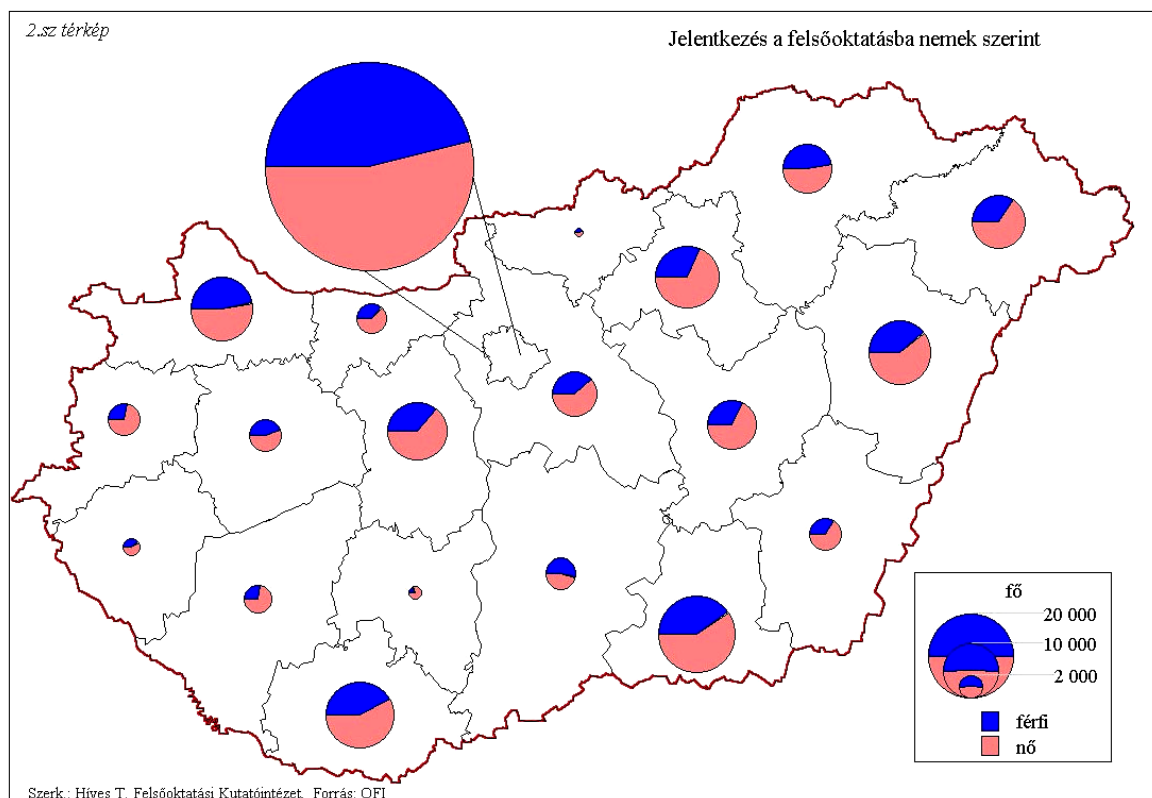 2.sz térkép
Jelentkezés a felsőoktatásba nemek szerint
fő
20 000
10 000
2 000
férfi
nő
Szerk.: Híves T. Felsőoktatási Kutatóintézet. Forrás: OFI